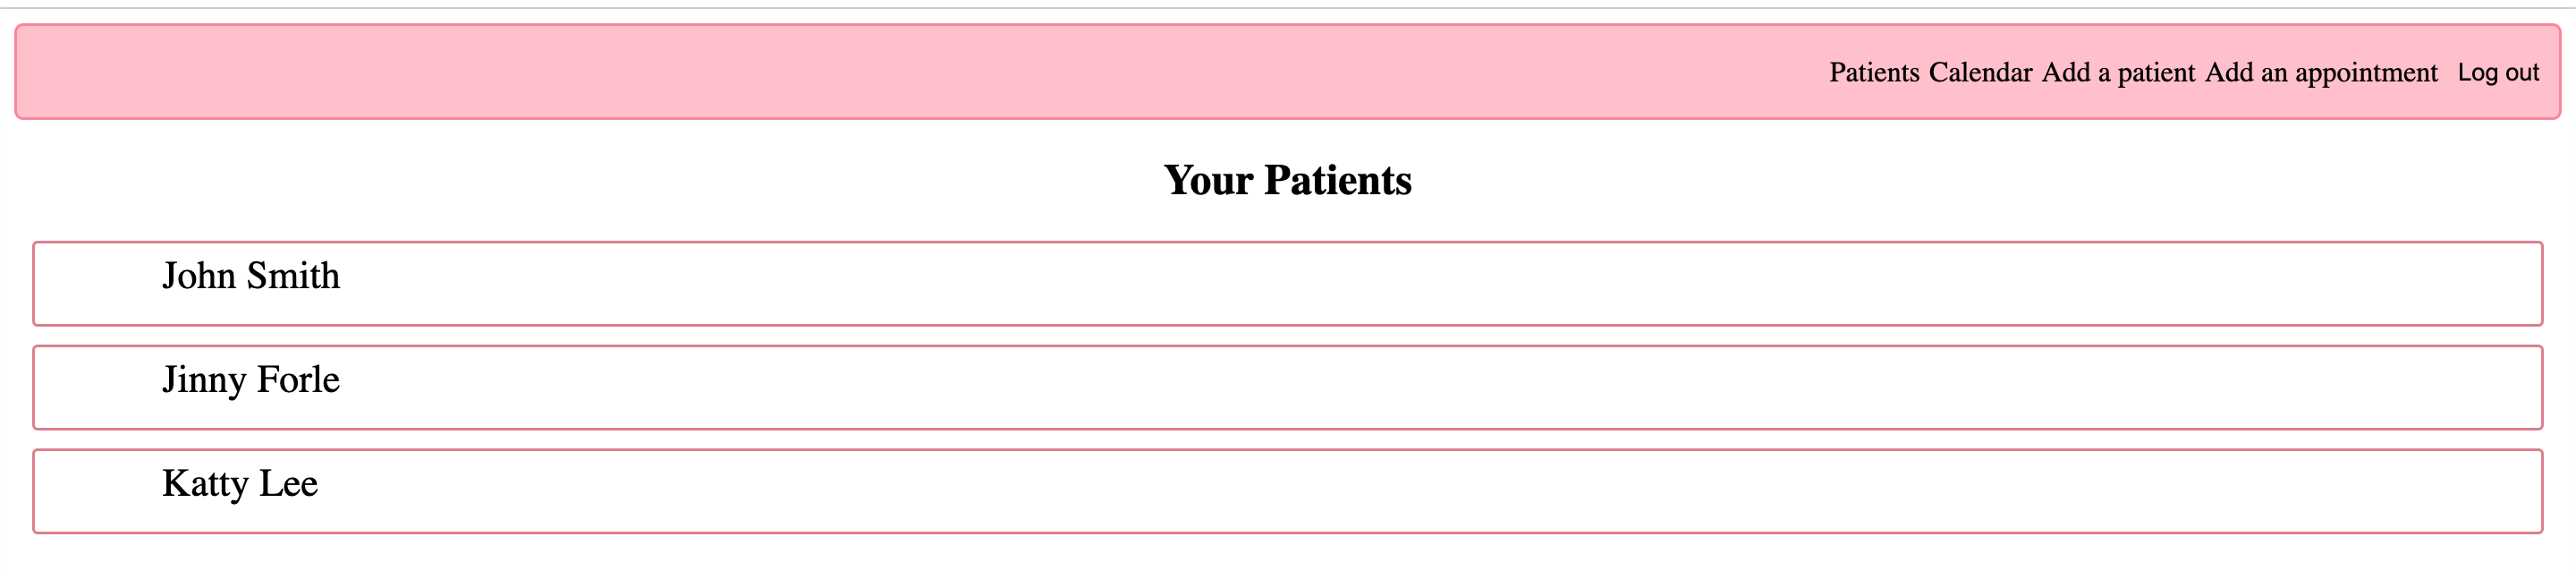 Patients Calendar Add a patient Add an appointment Log out
Your Patients
John Smith
Jinny Forle
Katty Lee